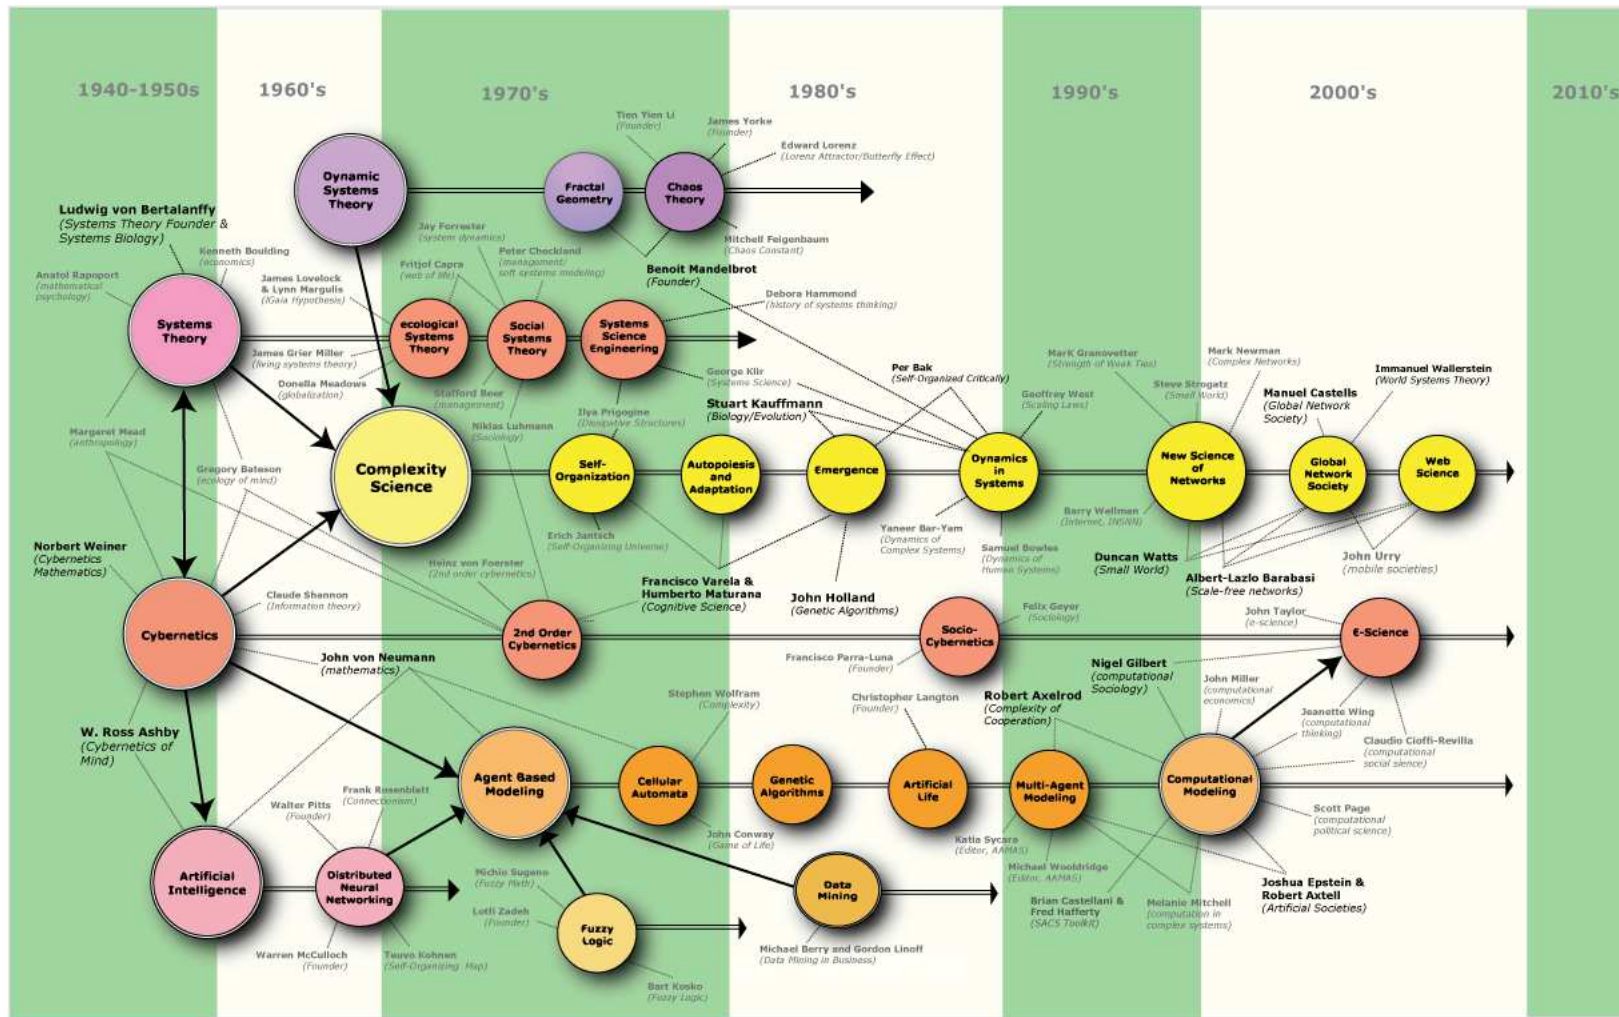 1940-1950s
1960's
1970's
1980's
1990's
2000's
2010's
Tien Yien Li
(Founder)
James Yorke
(Founder)
Edward Lorenz
(Lorenz Attractor/Butterfly Effect)
Dynamic
Systems
Theory
Fractal
Geometry
Chaos
Theory
Mitchell Feigenbaum
(Chaos Constant)
Benoit Mandelbrot
(Founder)
Ludwig von Bertalanffy
(Systems Theory Founder &
Systems Biology)
Kenneth Boulding
(economics)
Anatol Rapoport
(mathematical
psychology)
James Lovelock
& Lynn Margulis
(IGaia Hypothesis)
Fritjof Capra
(web of life)
Jay Forrester
(system dynamics)
Peter Checkland
(management/
soft systems modeling)
Debora Hammond
(history of systems thinking)
Systems
Theory
ecological
Systems
Theory
Social
Systems
Theory
Systems
Science
Engineering
James Grier Miller
(living systems theory)
Donella Meadows
(globalization)
Stafford Beer
(management)
Niklas Luhmann
(Sociology)
Ilya Prigogine
(Dissipative Structures)
George Klir
(Systems Science)
Stuart Kauffmann
(Biology/Evolution)
Per Bak
(Self-Organized Critically)
MarK Granovetter
(Strength of Weak Ties)
Geoffrey West
(Scaling Laws)
Mark Newman
(Complex Networks)
Steve Strogatz
(Small World)
Manuel Castells
(Global Network
Society)
Immanuel Wallerstein
(World Systems Theory)
Margaret Mead
(anthropology)
Gregory Bateson
(ecology of mind)
Complexity
Science
Self-
Organization
Autopoiesis
and
Adaptation
Emergence
Dynamics
in
Systems
New Science
of
Networks
Global
Network
Society
Web
Science
Erich Jantsch
(Self-Organizing Universe)
Heinz von Foerster
(2nd order cybernetics)
Francisco Varela &
Humberto Maturana
(Cognitive Science)
John Holland
(Genetic Algorithms)
Yaneer Bar-Yam
(Dynamics of
Complex Systems)
Samuel Bowles
(Dynamics of
Human Systems)
Barry Wellman
(Internet, INSNN)
Duncan Watts
(Small World)
Albert-Lazlo Barabasi
(Scale-free networks)
John Urry
(mobile societies)
Norbert Weiner
(Cybernetics
Mathematics)
Claude Shannon
(Information theory)
Cybernetics
2nd Order
Cybernetics
Socio-
Cybernetics
E-Science
Felix Geyer
(Sociology)
Francisco Parra-Luna
(Founder)
John Taylor
(e-science)
John von Neumann
(mathematics)
W. Ross Ashby
(Cybernetics of
Mind)
Stephen Wolfram
(Complexity)
Christopher Langton
(Founder)
Robert Axelrod
(Complexity of
Cooperation)
Nigel Gilbert
(computational
Sociology)
John Miller
(computational
economics)
Jeanette Wing
(computational
thinking)
Claudio Cioffi-Revilla
(computational
social sience)
Agent Based
Modeling
Cellular
Automata
Genetic
Algorithms
Artificial
Life
Multi-Agent
Modeling
Computational
Modeling
Frank Rosenblatt
(Connectionism)
Walter Pitts
(Founder)
John Conway
(Game of Life)
Katia Sycara
(Editor, AAMAS)
Michael Wooldridge
(Editor, AAMAS)
Brian Castellani &
Fred Hafferty
(SACS Toolkit)
Melanie Mitchell
(computation in
complex systems)
Scott Page
(computational
political science)
Joshua Epstein &
Robert Axtell
(Artificial Societies)
Artificial
Intelligence
Distributed
Neural
Networking
Michio Sugeno
(Fuzzy Math)
Lotfi Zadeh
(Founder)
Fuzzy
Logic
Data
Mining
Warren McCulloch
(Founder)
Teuvo Kohnen
(Self-Organizing Map)
Michael Berry and Gordon Linoff
(Data Mining in Business)
Bart Kosko
(Fuzzy Logic)